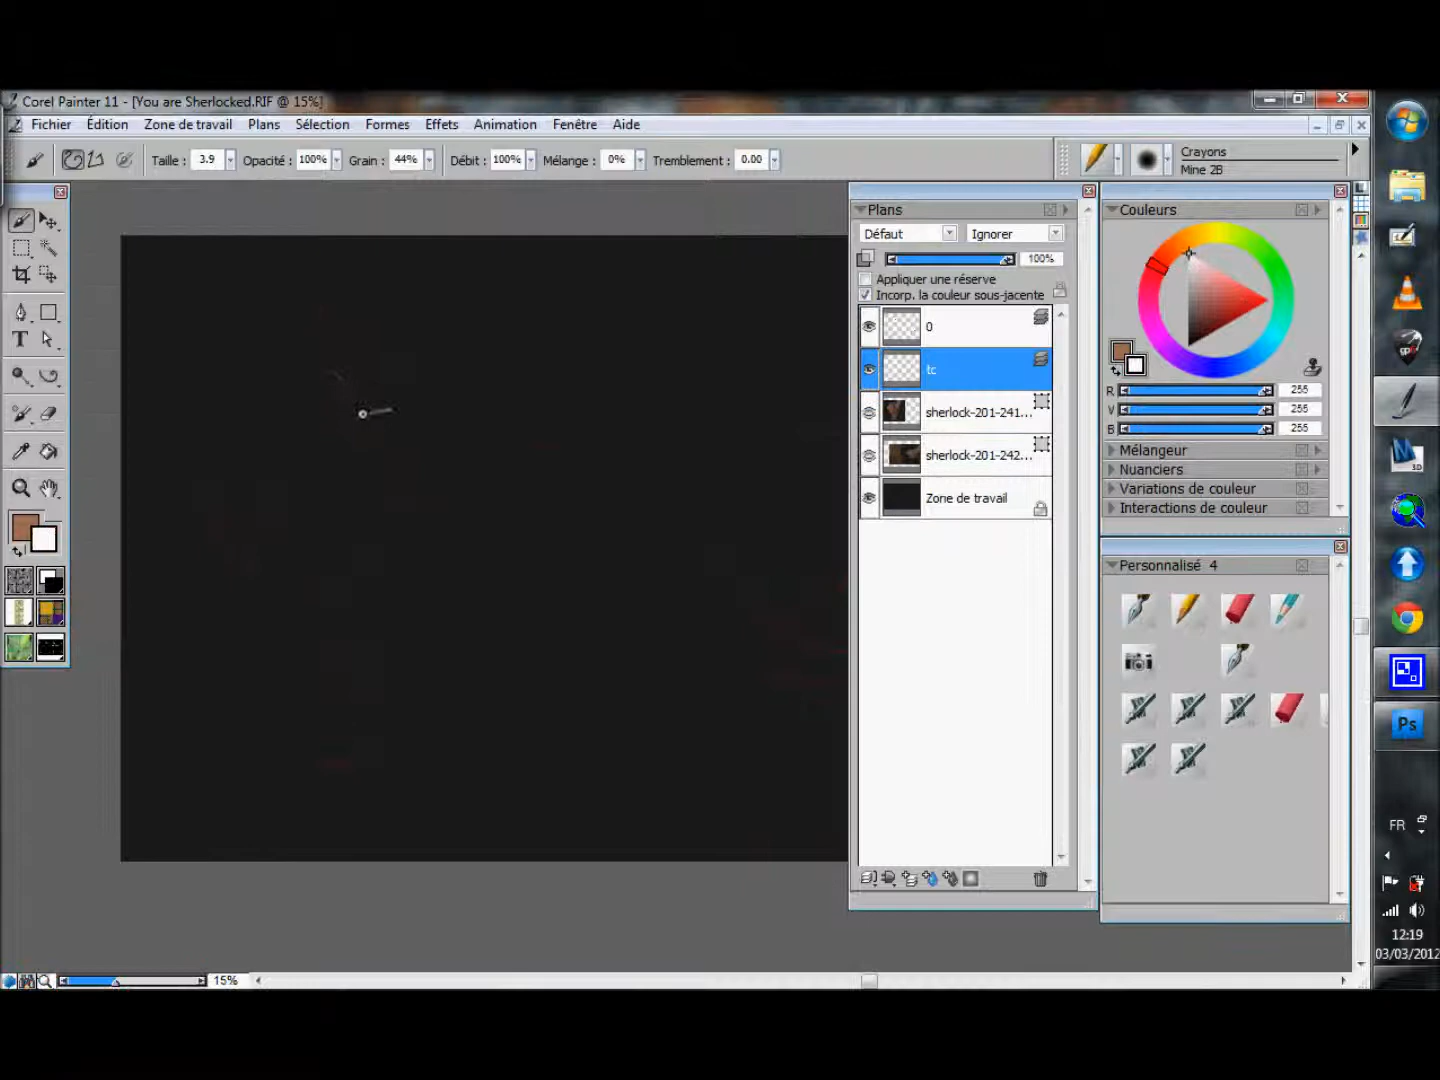 Corel Painter 11 - [You are Sherlocked.RIF @ 15%]
Fichier Édition Zone de travail Plans Sélection Formes Effets Animation Fenêtre Aide
Taille : 3.9 Opacité : 100% Grain : 44% Débit : 100% Mélange : 0% Tremblement : 0.00
Crayons
Mine 2B
Plans
Défaut Ignorer
100%
Appliquer une réserve
Incorp. la couleur sous-jacente
0
tc
sherlock-201-241...
sherlock-201-242...
Zone de travail
Couleurs
R 255
V 255
B 255
Mélangeur
Nuanciers
Variations de couleur
Interactions de couleur
Personnalisé 4
T
15%
3D
Ps
FR
12:19
03/03/2012